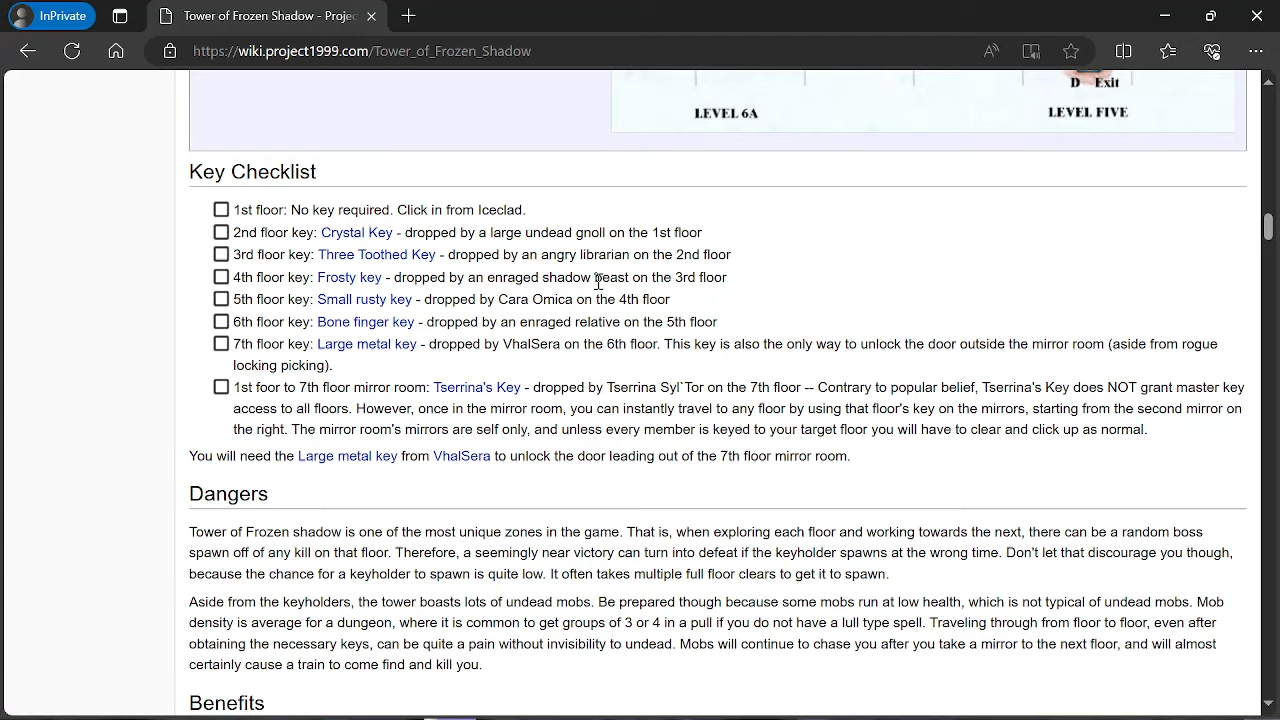 InPrivate
Tower of Frozen Shadow - Projec
https://wiki.project1999.com/Tower_of_Frozen_Shadow
D Exit
LEVEL 6A
LEVEL FIVE
Key Checklist
1st floor: No key required. Click in from Iceclad.
2nd floor key: Crystal Key - dropped by a large undead gnoll on the 1st floor
3rd floor key: Three Toothed Key - dropped by an angry librarian on the 2nd floor
4th floor key: Frosty key - dropped by an enraged shadow beast on the 3rd floor
5th floor key: Small rusty key - dropped by Cara Omica on the 4th floor
6th floor key: Bone finger key - dropped by an enraged relative on the 5th floor
7th floor key: Large metal key - dropped by VhalSera on the 6th floor. This key is also the only way to unlock the door outside the mirror room (aside from rogue
locking picking).
1st foor to 7th floor mirror room: Tserrina's Key - dropped by Tserrina Syl`Tor on the 7th floor -- Contrary to popular belief, Tserrina's Key does NOT grant master key
access to all floors. However, once in the mirror room, you can instantly travel to any floor by using that floor's key on the mirrors, starting from the second mirror on
the right. The mirror room's mirrors are self only, and unless every member is keyed to your target floor you will have to clear and click up as normal.
You will need the Large metal key from VhalSera to unlock the door leading out of the 7th floor mirror room.
Dangers
Tower of Frozen shadow is one of the most unique zones in the game. That is, when exploring each floor and working towards the next, there can be a random boss
spawn off of any kill on that floor. Therefore, a seemingly near victory can turn into defeat if the keyholder spawns at the wrong time. Don't let that discourage you though,
because the chance for a keyholder to spawn is quite low. It often takes multiple full floor clears to get it to spawn.
Aside from the keyholders, the tower boasts lots of undead mobs. Be prepared though because some mobs run at low health, which is not typical of undead mobs. Mob
density is average for a dungeon, where it is common to get groups of 3 or 4 in a pull if you do not have a lull type spell. Traveling through from floor to floor, even after
obtaining the necessary keys, can be quite a pain without invisibility to undead. Mobs will continue to chase you after you take a mirror to the next floor, and will almost
certainly cause a train to come find and kill you.
Benefits